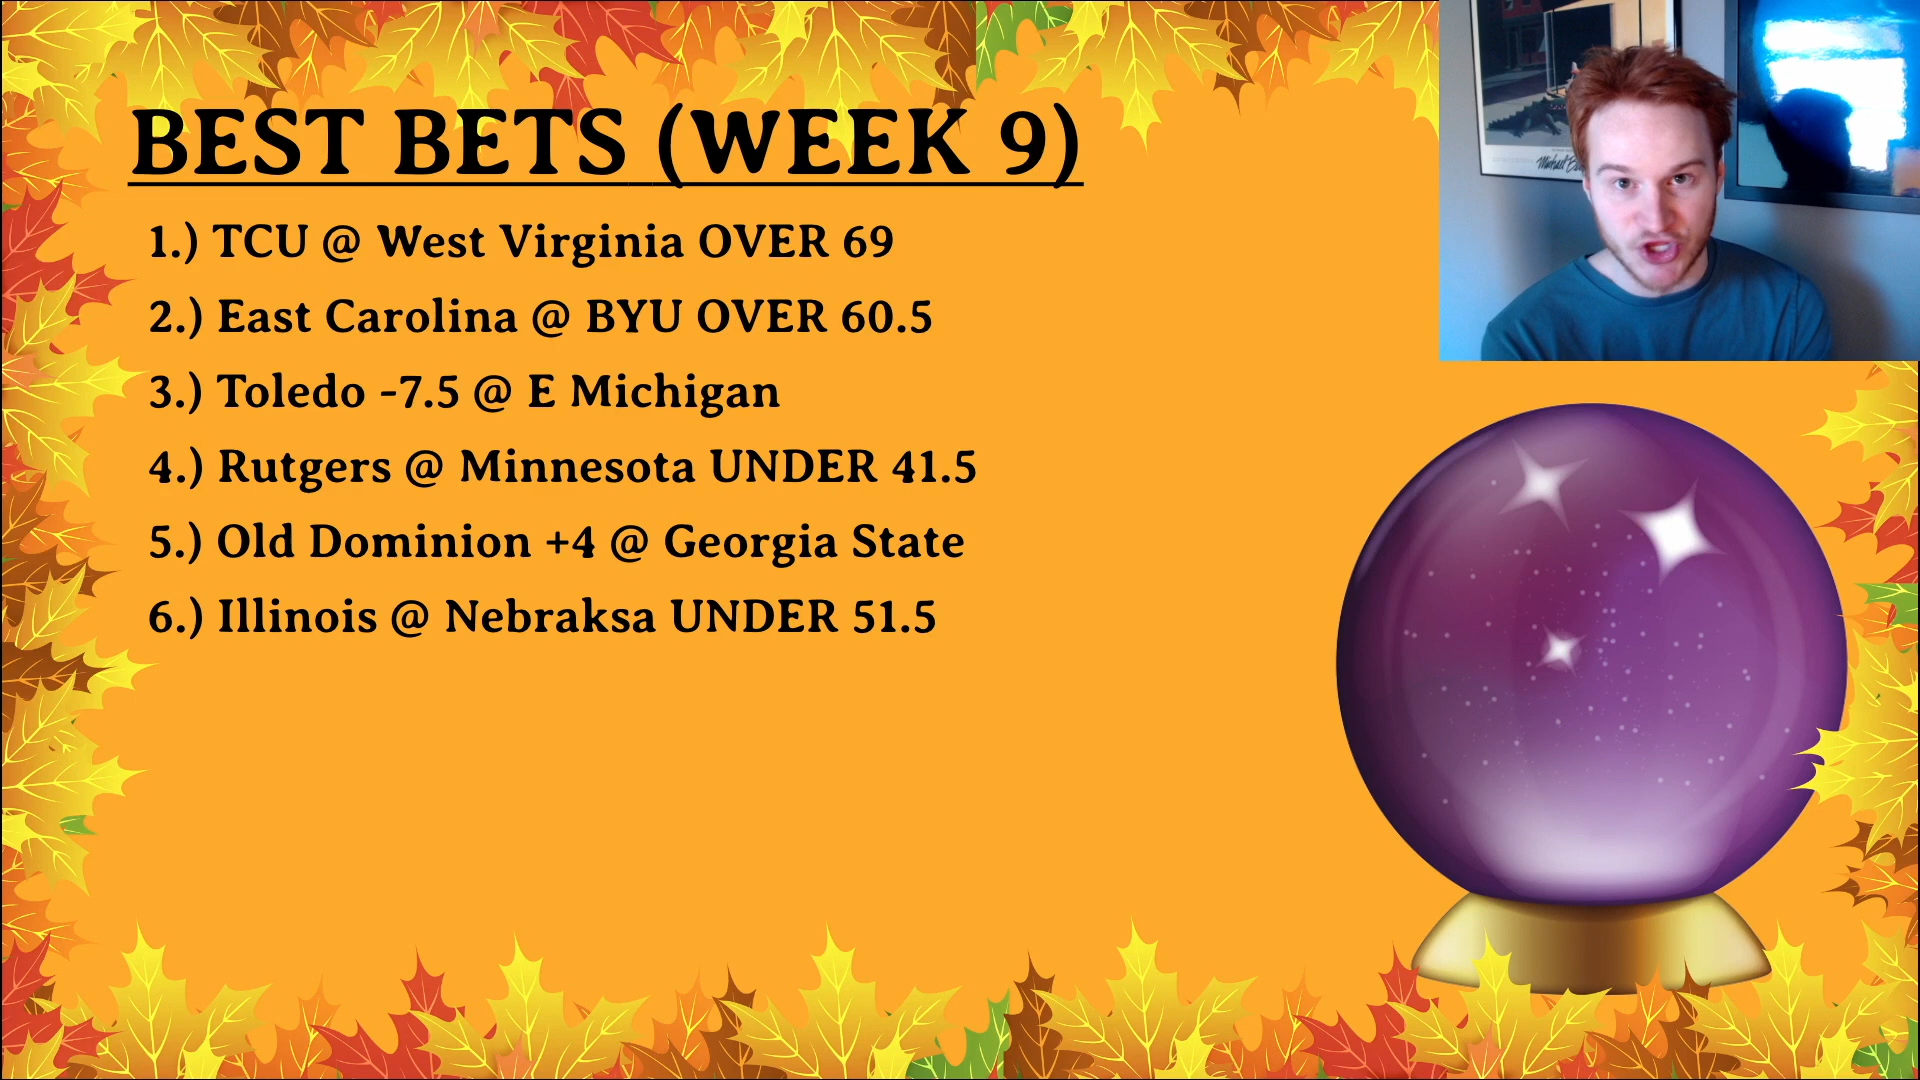 BEST BETS (WEEK 9)
1.) TCU @ West Virginia OVER 69
2.) East Carolina @ BYU OVER 60.5
3.) Toledo -7.5 @ E Michigan
4.) Rutgers @ Minnesota UNDER 41.5
5.) Old Dominion +4 @ Georgia State
6.) Illinois @ Nebraksa UNDER 51.5